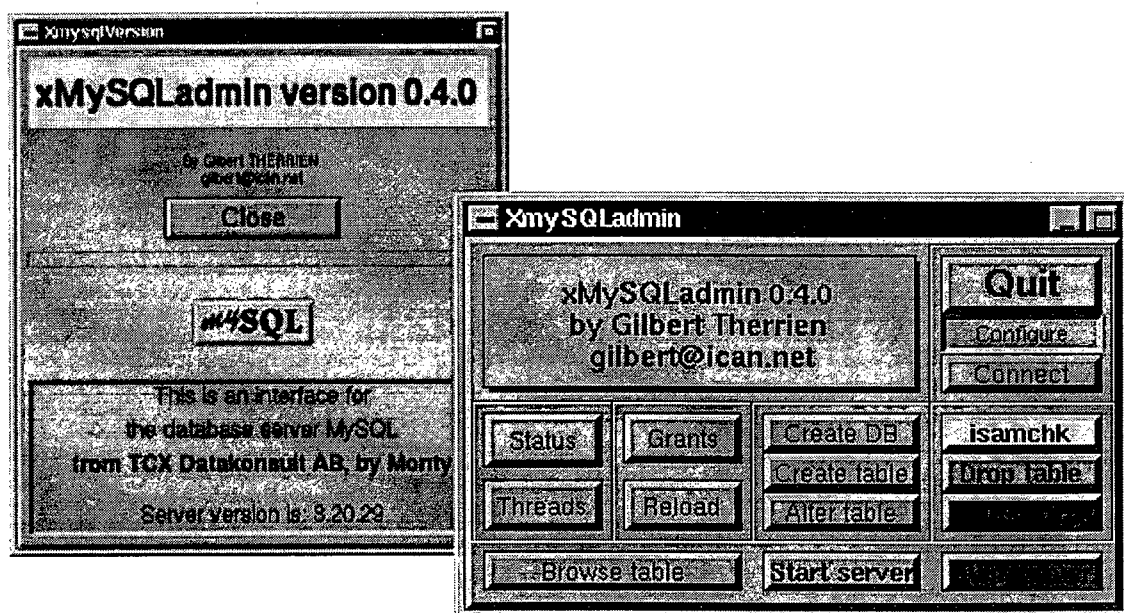 XmysqlVersion
xMySQLadmin version 0.4.0
by Gilbert THERRIEN
gilbert@ican.net
Close
mySQL
This is an interface for
the database server MySQL
from TCX Datakonsult AB, by Monty
Server version is: 3.20.29
XmySQLadmin
xMySQLadmin 0.4.0
by Gilbert Therrien
gilbert@ican.net
Quit
Configure
Connect
Status
Grants
Create DB
isamchk
Create table
Drop Table
Threads
Reload
Alter table
Browse table
Start server